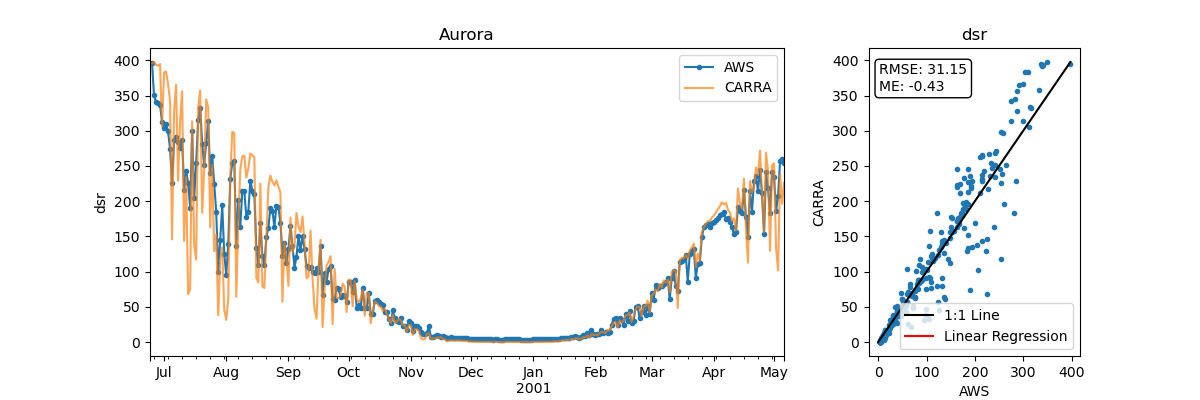 Aurora
dsr
400
350
300
250
200
150
100
50
0
Jul Aug Sep Oct Nov Dec Jan Feb Mar Apr May
2001
AWS
CARRA
dsr
CARRA
400
350
300
250
200
150
100
50
0
RMSE: 31.15
ME: -0.43
1:1 Line
Linear Regression
0 100 200 300 400
AWS